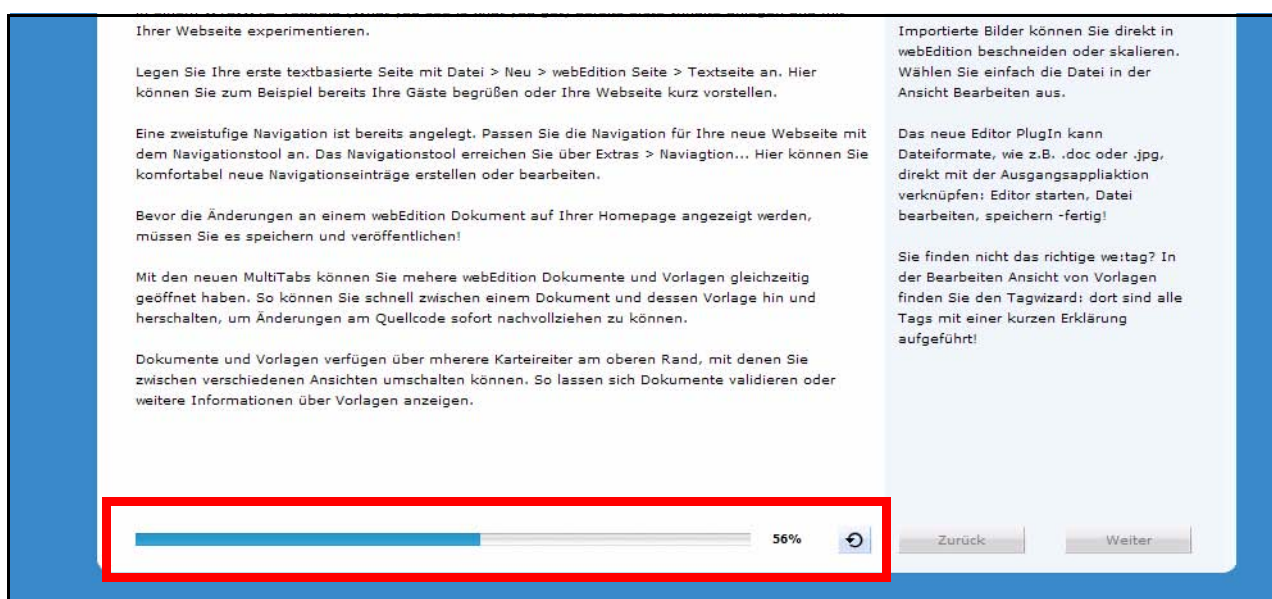 Ihrer Webseite experimentieren.
Legen Sie Ihre erste textbasierte Seite mit Datei > Neu > webEdition Seite > Textseite an. Hier
können Sie zum Beispiel bereits Ihre Gäste begrüßen oder Ihre Webseite kurz vorstellen.
Eine zweistufige Navigation ist bereits angelegt. Passen Sie die Navigation für Ihre neue Webseite mit
dem Navigationstool an. Das Navigationstool erreichen Sie über Extras > Naviagtion... Hier können Sie
komfortabel neue Navigationseinträge erstellen oder bearbeiten.
Bevor die Änderungen an einem webEdition Dokument auf Ihrer Homepage angezeigt werden,
müssen Sie es speichern und veröffentlichen!
Mit den neuen MultiTabs können Sie mehere webEdition Dokumente und Vorlagen gleichzeitig
geöffnet haben. So können Sie schnell zwischen einem Dokument und dessen Vorlage hin und
herschalten, um Änderungen am Quellcode sofort nachvollziehen zu können.
Dokumente und Vorlagen verfügen über mherere Karteireiter am oberen Rand, mit denen Sie
zwischen verschiedenen Ansichten umschalten können. So lassen sich Dokumente validieren oder
weitere Informationen über Vorlagen anzeigen.
Importierte Bilder können Sie direkt in
webEdition beschneiden oder skalieren.
Wählen Sie einfach die Datei in der
Ansicht Bearbeiten aus.
Das neue Editor PlugIn kann
Dateiformate, wie z.B. .doc oder .jpg,
direkt mit der Ausgangsappliaktion
verknüpfen: Editor starten, Datei
bearbeiten, speichern -fertig!
Sie finden nicht das richtige we:tag? In
der Bearbeiten Ansicht von Vorlagen
finden Sie den Tagwizard: dort sind alle
Tags mit einer kurzen Erklärung
aufgeführt!
56%
Zurück
Weiter